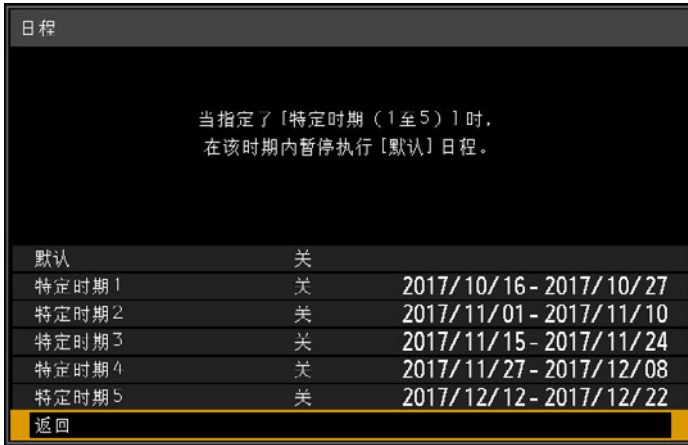 日程
当指定了［特定时期（1至5）］时，
在该时期内暂停执行［默认］日程。
默认 关
特定时期1 关 2017/10/16-2017/10/27
特定时期2 关 2017/11/01-2017/11/10
特定时期3 关 2017/11/15-2017/11/24
特定时期4 关 2017/11/27-2017/12/08
特定时期5 关 2017/12/12-2017/12/22
返回